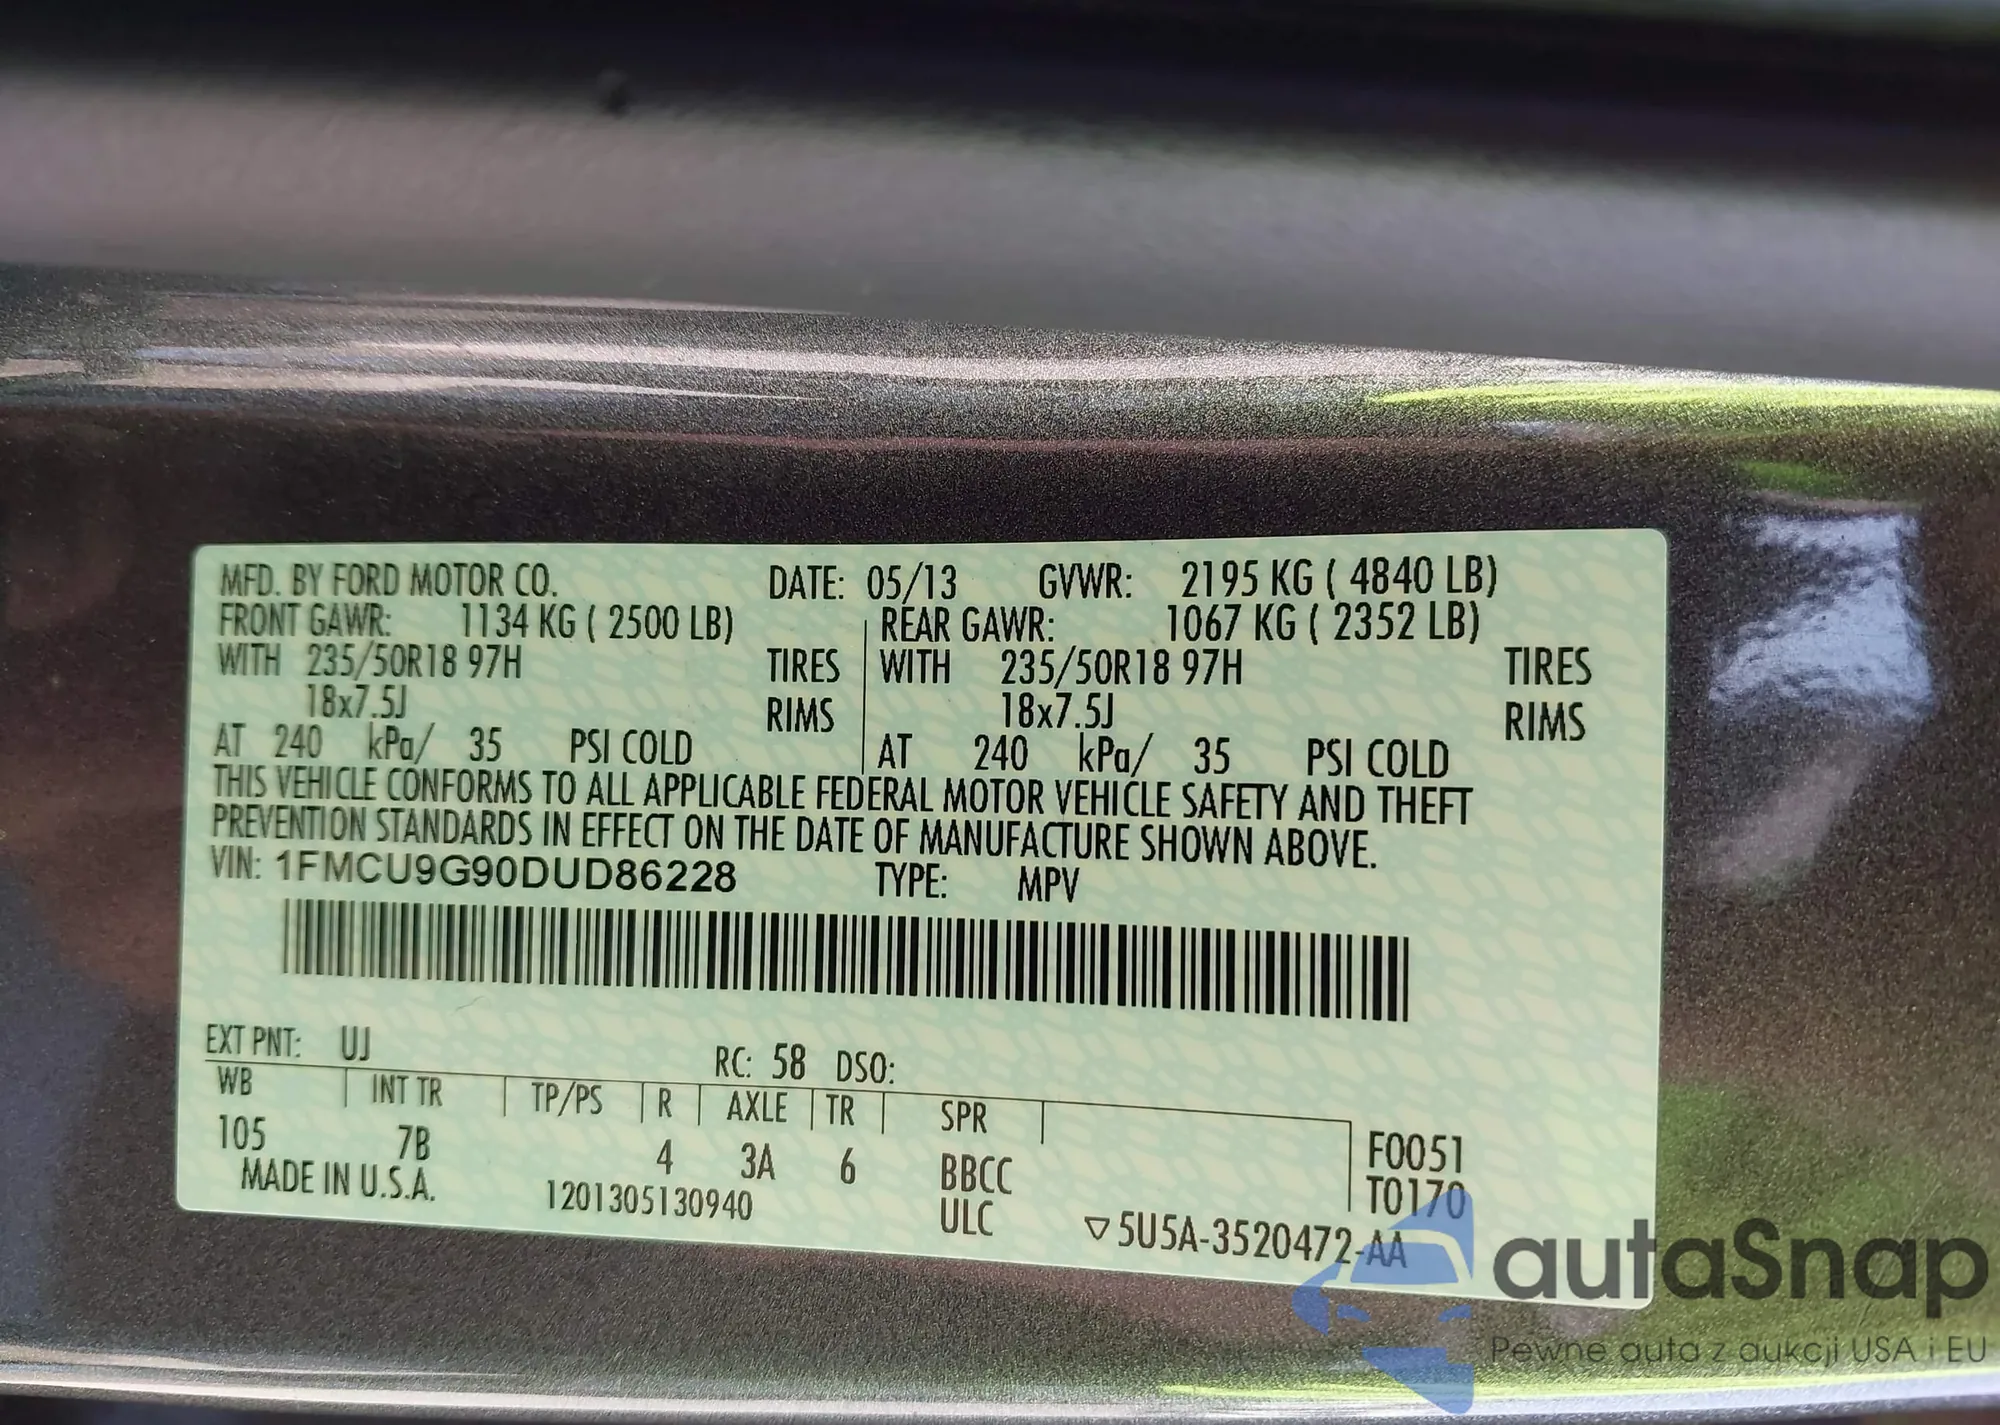 MFD. BY FORD MOTOR CO. DATE: 05/13 GVWR: 2195 KG ( 4840 LB)
FRONT GAWR: 1134 KG ( 2500 LB) REAR GAWR: 1067 KG ( 2352 LB)
WITH 235/50R18 97H TIRES WITH 235/50R18 97H TIRES
18x7.5J RIMS 18x7.5J RIMS
AT 240 kPa/ 35 PSI COLD AT 240 kPa/ 35 PSI COLD
THIS VEHICLE CONFORMS TO ALL APPLICABLE FEDERAL MOTOR VEHICLE SAFETY AND THEFT
PREVENTION STANDARDS IN EFFECT ON THE DATE OF MANUFACTURE SHOWN ABOVE.
VIN: 1FMCU9G90DUD86228 TYPE: MPV
EXT PNT: UJ RC: 58 DSO:
WB INT TR TP/PS R AXLE TR SPR
105 7B 4 3A 6 BBCC F0051
MADE IN U.S.A. 1201305130940 ULC T0170
▽5U5A-3520472-AA
autaSnap
Pewne auta z aukcji USA i EU